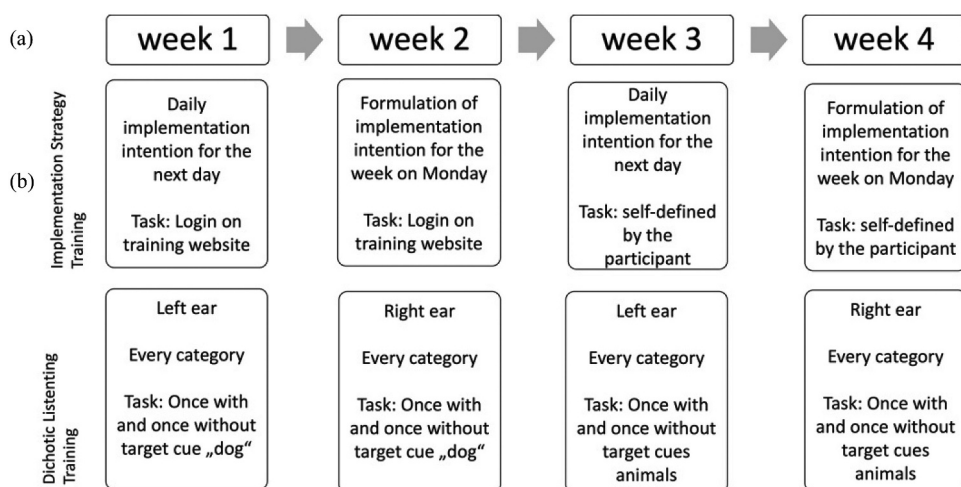 (a)
week 1
week 2
week 3
week 4
(b)
Implementation Strategy
Training
Daily
implementation
intention for the
next day
Task: Login on
training website
Formulation of
implementation
intention for the
week on Monday
Task: Login on
training website
Daily
implementation
intention for the
next day
Task: self-defined
by the
participant
Formulation of
implementation
intention for the
week on Monday
Task: self-defined
by the participant
Dichotic Listenting
Training
Left ear
Every category
Task: Once with
and once without
target cue „dog“
Right ear
Every category
Task: Once with
and once without
target cue „dog“
Left ear
Every category
Task: Once with
and once without
target cues
animals
Right ear
Every category
Task: Once with
and once without
target cues
animals